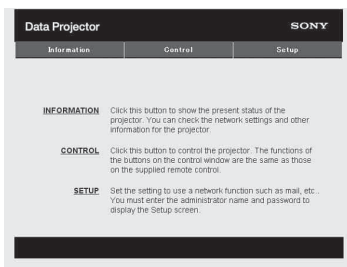 Data Projector
SONY
Information Control Setup
INFORMATION Click this button to show the present status of the
projector. You can check the network settings and other
information for the projector.
CONTROL Click this button to control the projector. The functions of
the buttons on the control window are the same as those
on the supplied remote control.
SETUP Set the setting to use a network function such as mail, etc..
You must enter the administrator name and password to
display the Setup screen.